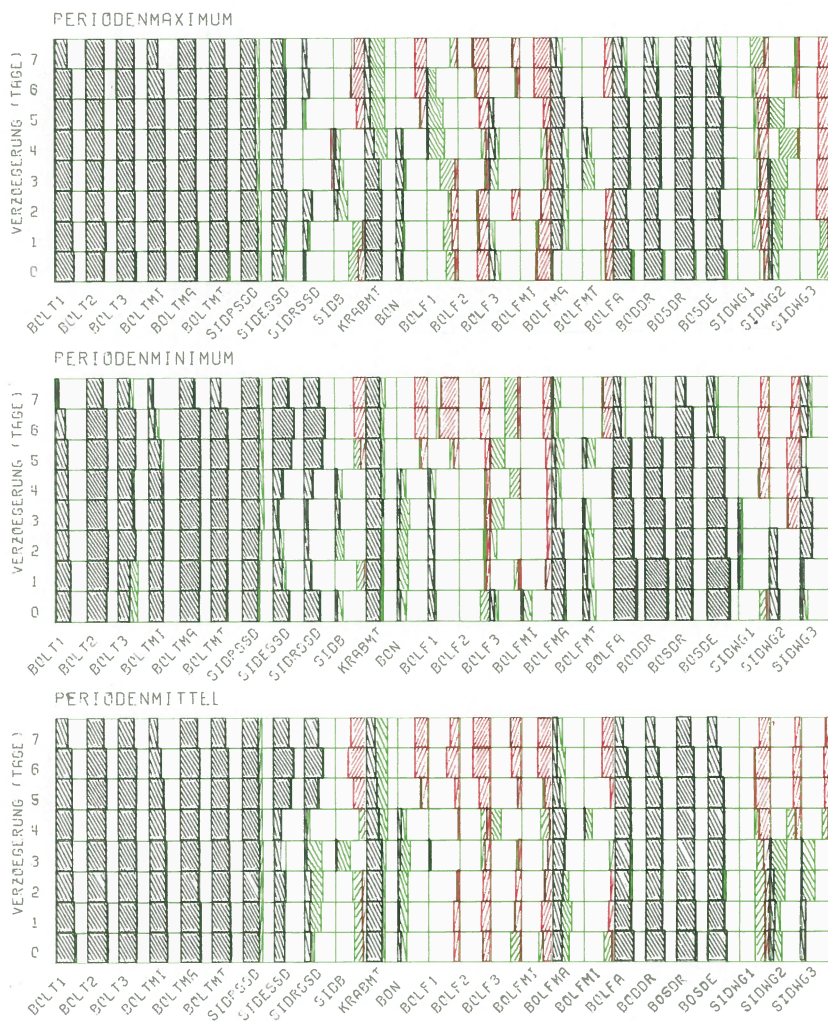 PERIODENMAXIMUM
VERZOEGERUNG (TAGE)
7
6
5
4
3
2
1
0
BOLT1 BOLT2 BOLT3 BOLTMI BOLTMA BOLTMT SIDPSSD SIDESSD SIDRSSD SIDB KRABMT BON BOLF1 BOLF2 BOLF3 BOLFMI BOLFMA BOLFMT BOLFA BODDR BOSDR BOSDE SIDWG1 SIDWG2 SIDWG3
PERIODENMINIMUM
VERZOEGERUNG (TAGE)
7
6
5
4
3
2
1
0
BOLT1 BOLT2 BOLT3 BOLTMI BOLTMA BOLTMT SIDPSSD SIDESSD SIDRSSD SIDB KRABMT BON BOLF1 BOLF2 BOLF3 BOLFMI BOLFMA BOLFMT BOLFA BODDR BOSDR BOSDE SIDWG1 SIDWG2 SIDWG3
PERIODENMITTEL
VERZOEGERUNG (TAGE)
7
6
5
4
3
2
1
0
BOLT1 BOLT2 BOLT3 BOLTMI BOLTMA BOLTMT SIDPSSD SIDESSD SIDRSSD SIDB KRABMT BON BOLF1 BOLF2 BOLF3 BOLFMI BOLFMA BOLFMI BOLFA BODDR BOSDR BOSDE SIDWG1 SIDWG2 SIDWG3